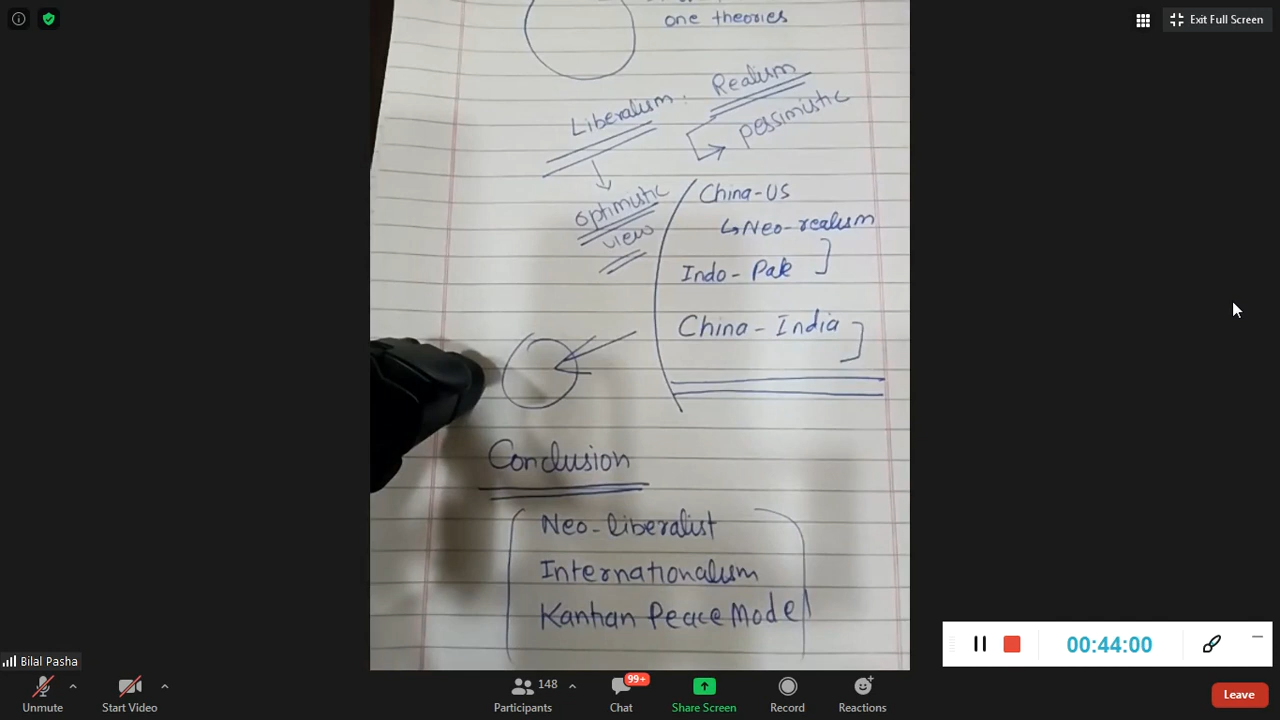 Exit Full Screen
one theories
Liberalism. Realism
pessimistic
optimistic
view
China-US
↳Neo-realism
Indo-Pak
China-India
Conclusion
Neo-liberalist
Internationalism
Kantian Peace Model
Bilal Pasha
00:44:00
Unmute
Start Video
148
Participants
99+
Chat
Share Screen
Record
Reactions
Leave